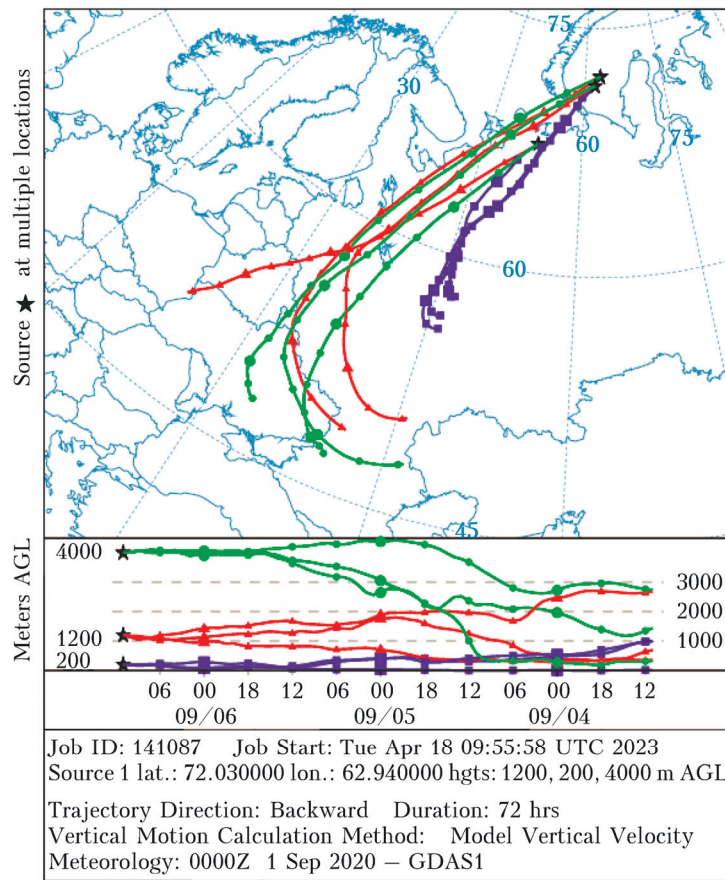 75
30
60
75
60
45
Source ★ at multiple locations
Meters AGL
4000
1200
200
3000
2000
1000
06 00 18 12 06 00 18 12 06 00 18 12
09/06 09/05 09/04
Job ID: 141087 Job Start: Tue Apr 18 09:55:58 UTC 2023
Source 1 lat.: 72.030000 lon.: 62.940000 hgts: 1200, 200, 4000 m AGL
Trajectory Direction: Backward Duration: 72 hrs
Vertical Motion Calculation Method: Model Vertical Velocity
Meteorology: 0000Z 1 Sep 2020 – GDAS1